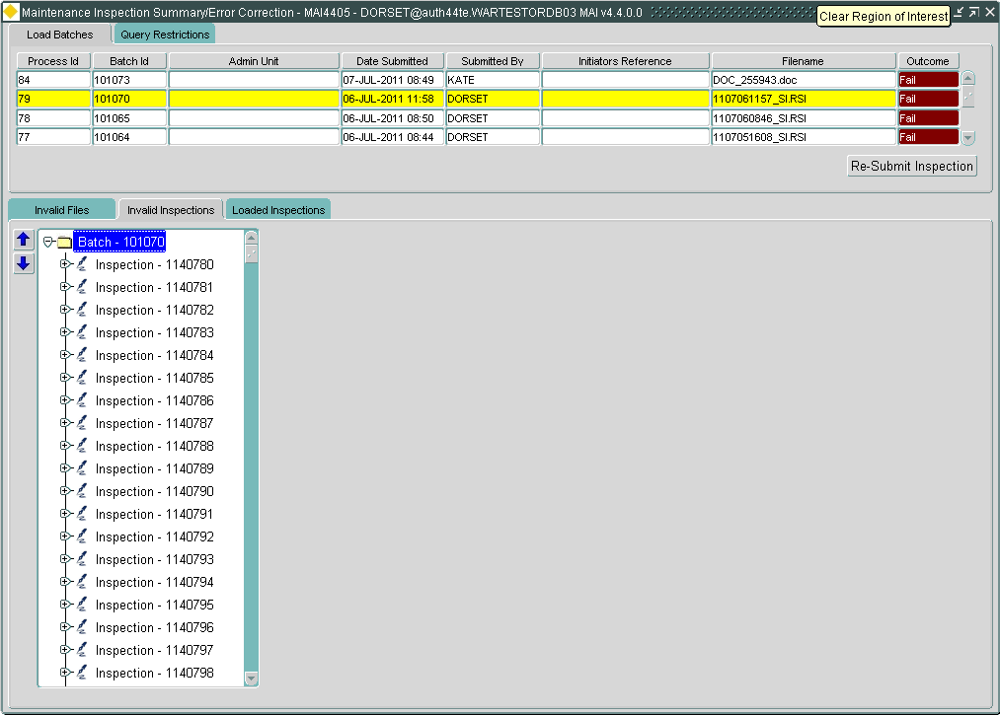 Maintenance Inspection Summary/Error Correction - MAI4405 - DORSET@auth44te.WARTESTORDB03 MAI v4.4.0.0
Clear Region of Interest
Load Batches Query Restrictions
Process Id Batch Id Admin Unit Date Submitted Submitted By Initiators Reference Filename Outcome
84 101073 07-JUL-2011 08:49 KATE DOC_255943.doc Fail
79 101070 06-JUL-2011 11:58 DORSET 1107061157_SI.RSI Fail
78 101065 06-JUL-2011 08:50 DORSET 1107060846_SI.RSI Fail
77 101064 06-JUL-2011 08:44 DORSET 1107051608_SI.RSI Fail
Re-Submit Inspection
Invalid Files Invalid Inspections Loaded Inspections
Batch - 101070
Inspection - 1140780
Inspection - 1140781
Inspection - 1140782
Inspection - 1140783
Inspection - 1140784
Inspection - 1140785
Inspection - 1140786
Inspection - 1140787
Inspection - 1140788
Inspection - 1140789
Inspection - 1140790
Inspection - 1140791
Inspection - 1140792
Inspection - 1140793
Inspection - 1140794
Inspection - 1140795
Inspection - 1140796
Inspection - 1140797
Inspection - 1140798